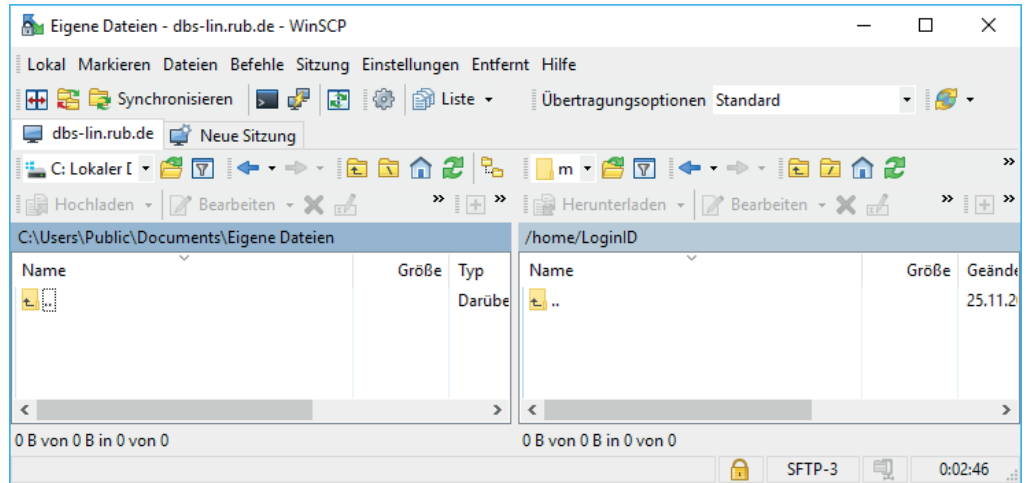 Eigene Dateien - dbs-lin.rub.de - WinSCP
Lokal Markieren Dateien Befehle Sitzung Einstellungen Entfernt Hilfe
Synchronisieren Liste Übertragungsoptionen Standard
dbs-lin.rub.de Neue Sitzung
C: Lokaler D m
Hochladen Bearbeiten Herunterladen Bearbeiten
C:\Users\Public\Documents\Eigene Dateien /home/LoginID
Name Größe Typ Name Größe Geände
.. Darübe .. 25.11.2
0 B von 0 B in 0 von 0 0 B von 0 B in 0 von 0
SFTP-3 0:02:46